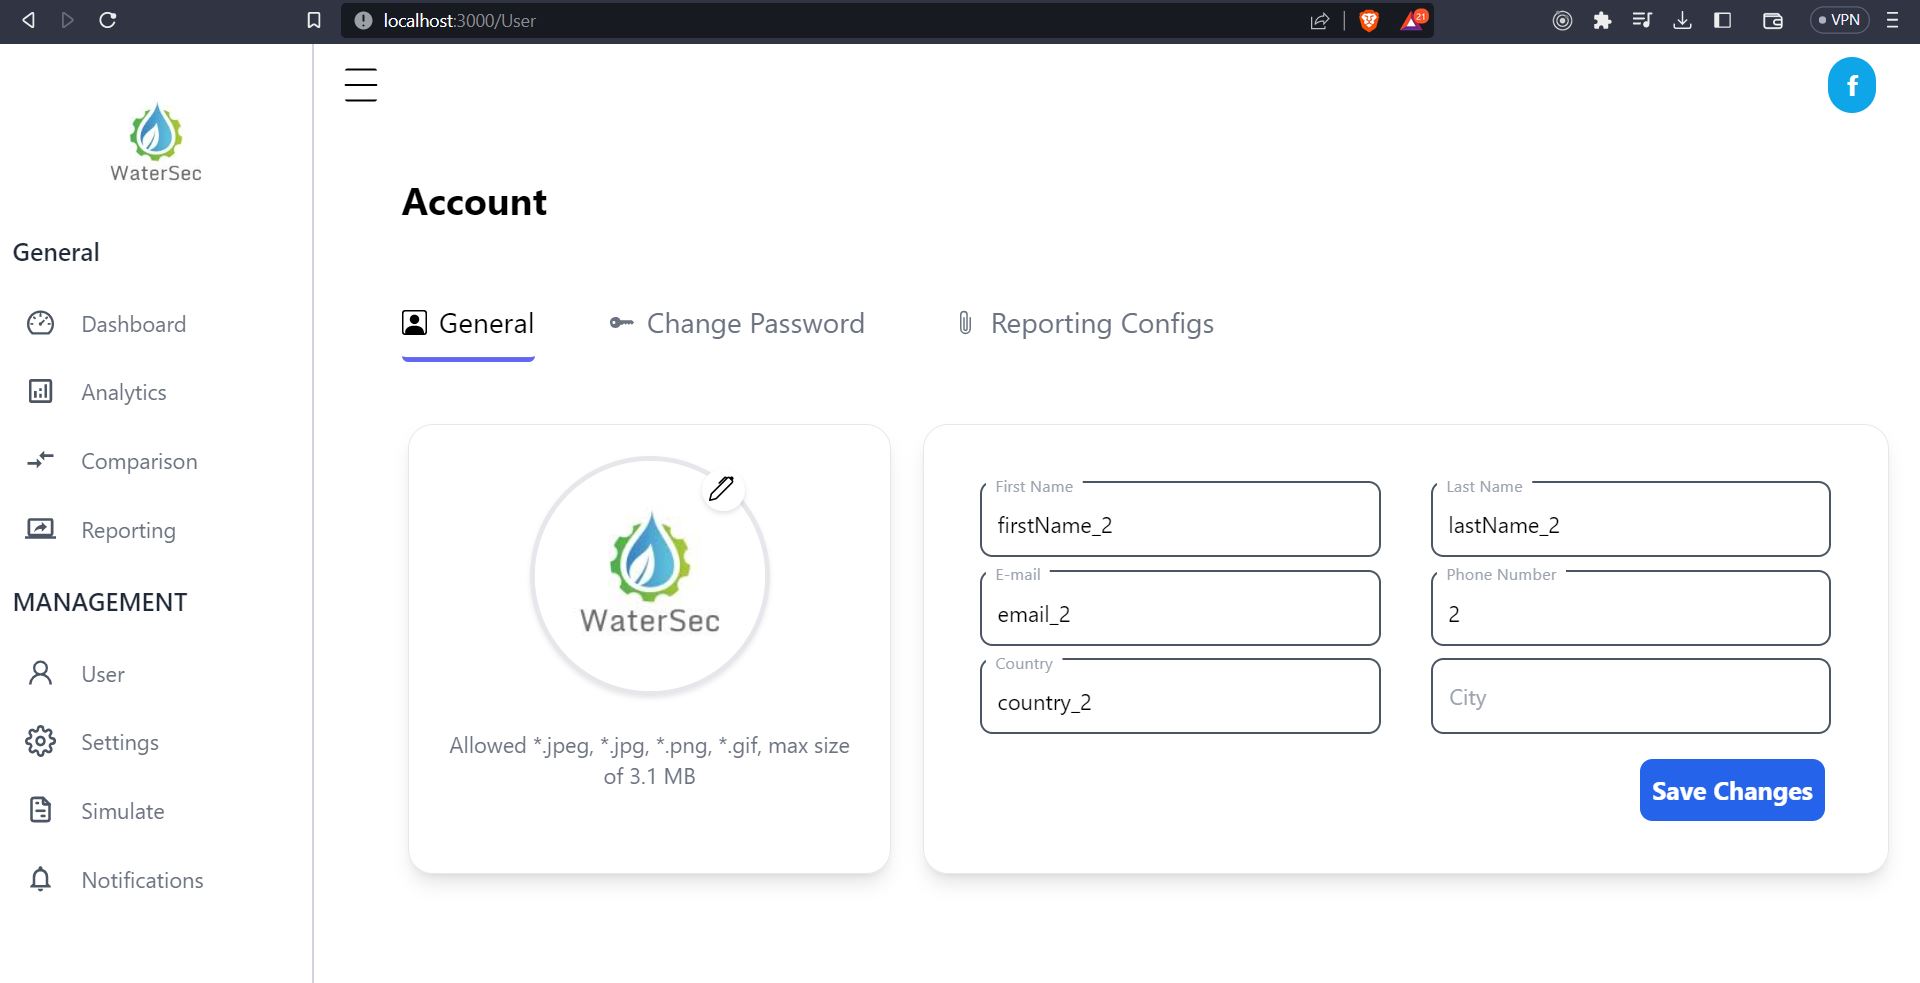 localhost:3000/User
21
VPN
WaterSec
f
Account
General
Dashboard
Analytics
Comparison
Reporting
MANAGEMENT
User
Settings
Simulate
Notifications
General
Change Password
Reporting Configs
WaterSec
Allowed *.jpeg, *.jpg, *.png, *.gif, max size
of 3.1 MB
First Name
firstName_2
Last Name
lastName_2
E-mail
email_2
Phone Number
2
Country
country_2
City
Save Changes